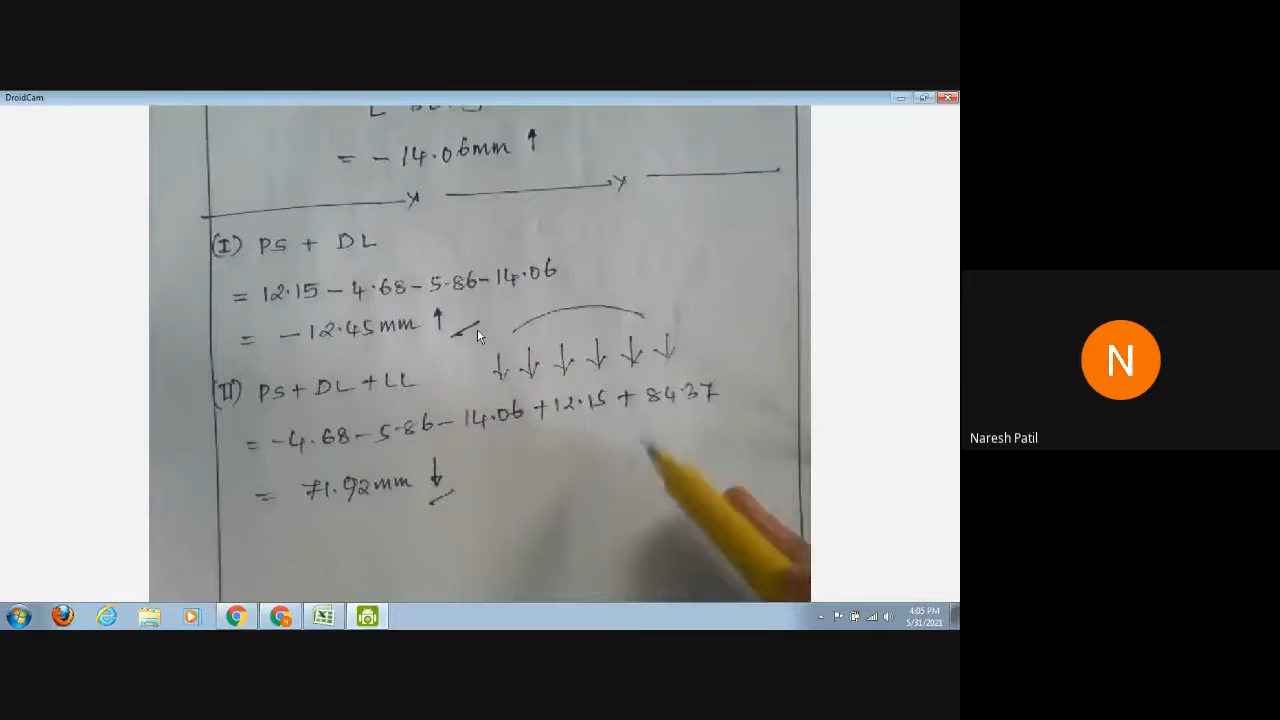 DroidCam
= - 14.06mm ↑
(I) PS + DL
= 12.15 - 4.68 - 5.86 - 14.06
= - 12.45mm ↑
(II) PS + DL + LL
= -4.68 - 5.86 - 14.06 + 12.15 + 84.37
= 71.92mm ↓
N
Naresh Patil
4:05 PM
5/31/2021